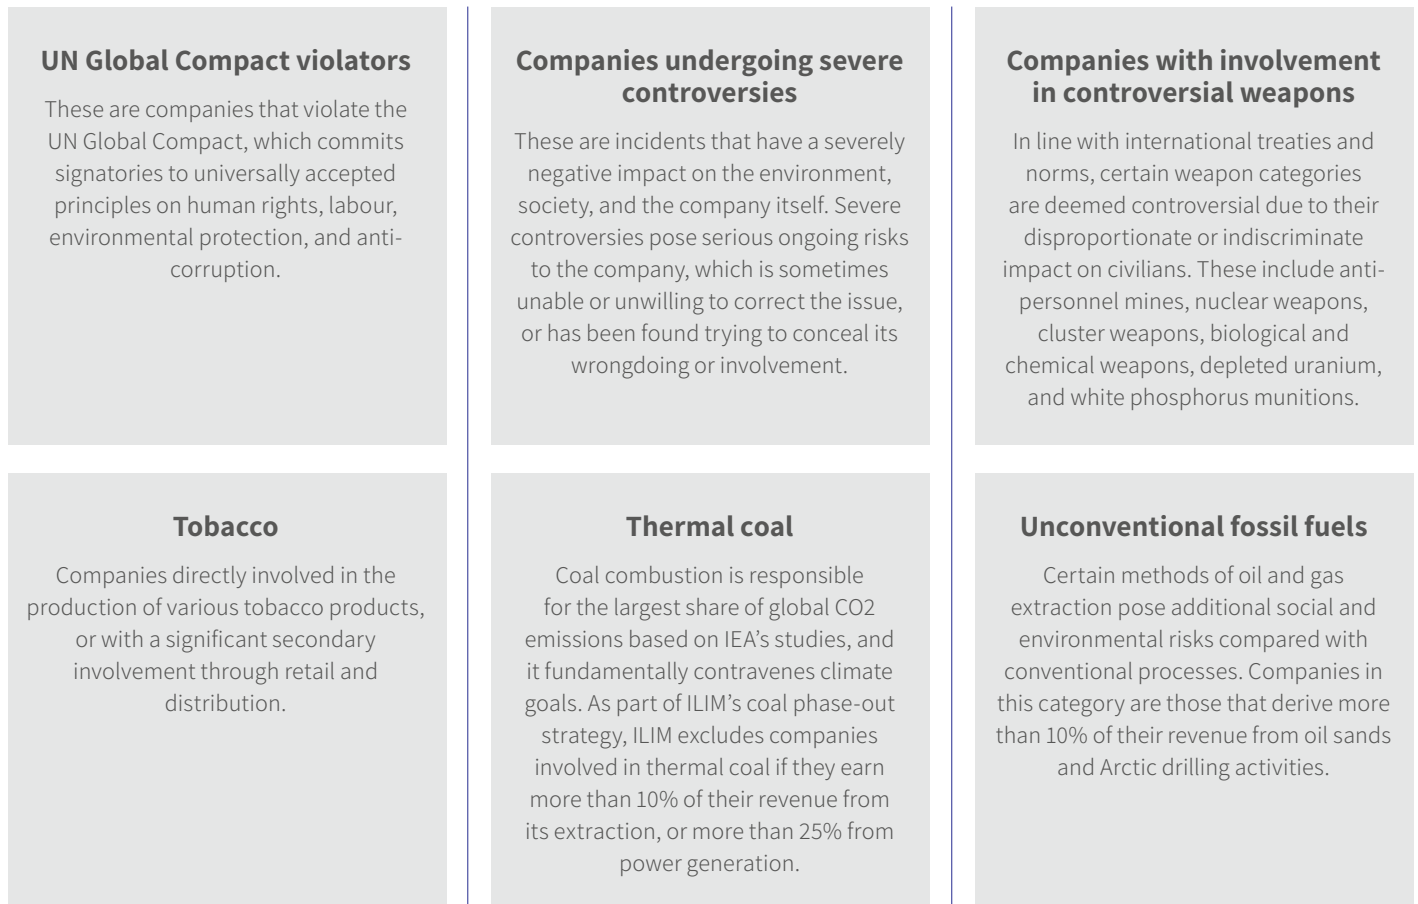 UN Global Compact violators
These are companies that violate the
UN Global Compact, which commits
signatories to universally accepted
principles on human rights, labour,
environmental protection, and anti-
corruption.
Companies undergoing severe
controversies
These are incidents that have a severely
negative impact on the environment,
society, and the company itself. Severe
controversies pose serious ongoing risks
to the company, which is sometimes
unable or unwilling to correct the issue,
or has been found trying to conceal its
wrongdoing or involvement.
Companies with involvement
in controversial weapons
In line with international treaties and
norms, certain weapon categories
are deemed controversial due to their
disproportionate or indiscriminate
impact on civilians. These include anti-
personnel mines, nuclear weapons,
cluster weapons, biological and
chemical weapons, depleted uranium,
and white phosphorus munitions.
Tobacco
Companies directly involved in the
production of various tobacco products,
or with a significant secondary
involvement through retail and
distribution.
Thermal coal
Coal combustion is responsible
for the largest share of global CO2
emissions based on IEA’s studies, and
it fundamentally contravenes climate
goals. As part of ILIM’s coal phase-out
strategy, ILIM excludes companies
involved in thermal coal if they earn
more than 10% of their revenue from
its extraction, or more than 25% from
power generation.
Unconventional fossil fuels
Certain methods of oil and gas
extraction pose additional social and
environmental risks compared with
conventional processes. Companies in
this category are those that derive more
than 10% of their revenue from oil sands
and Arctic drilling activities.